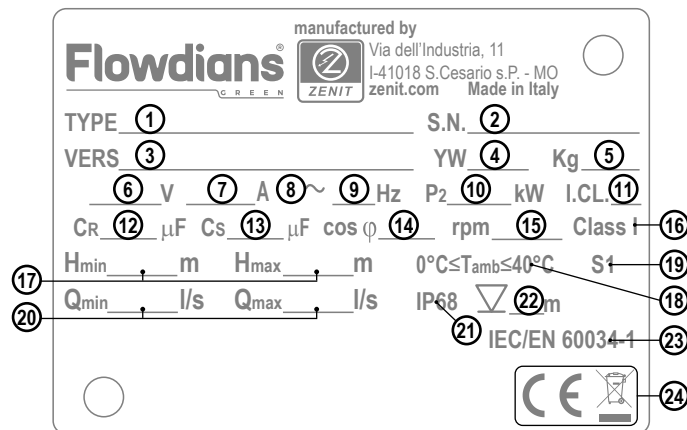 manufactured by
Flowdians®
GREEN
ZENIT
Via dell'Industria, 11
I-41018 S.Cesario s.P. - MO
zenit.com Made in Italy
TYPE 1 S.N. 2
VERS 3 YW 4 Kg 5
6 V 7 A 8 ~ 9 Hz P2 10 kW I.CL. 11
CR 12 µF CS 13 µF cos φ 14 rpm 15 Class I 16
17 Hmin m Hmax m 0°C≤Tamb≤40°C 18 S1 19
20 Qmin l/s Qmax l/s IP68 21 22 m
IEC/EN 60034-1 23
CE 24